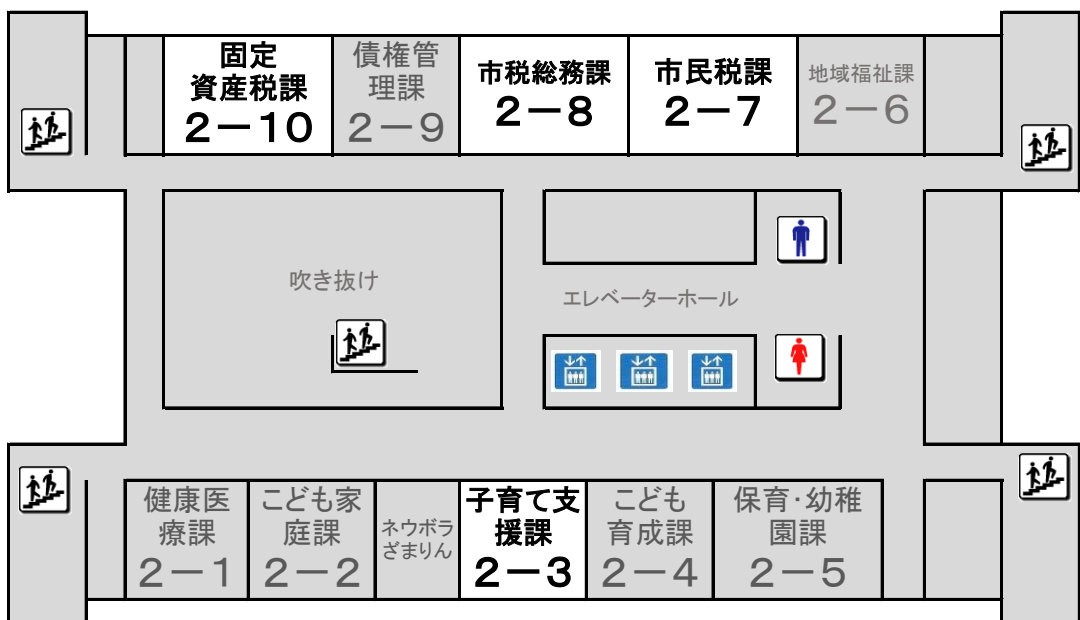 固定
資産税課
2－10
債権管
理課
2－9
市税総務課
2－8
市民税課
2－7
地域福祉課
2－6
吹き抜け
エレベーターホール
健康医
療課
2－1
こども家
庭課
2－2
ネウボラ
ざまりん
子育て支
援課
2－3
こども
育成課
2－4
保育・幼稚
園課
2－5